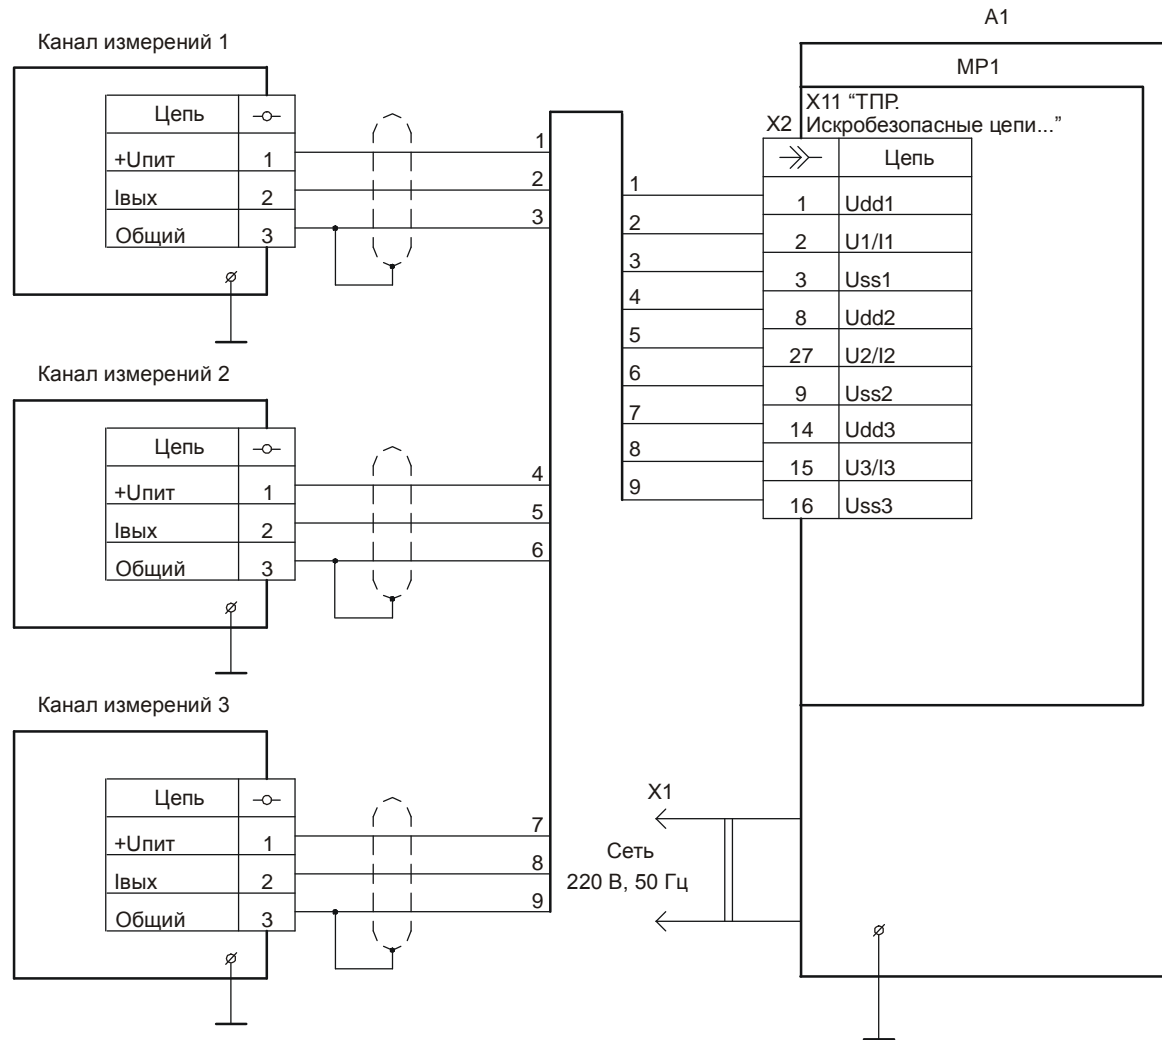 A1
Канал измерений 1
MP1
Цепь
+Uпит 1
Iвых 2
Общий 3
1
2
3
X11 “ТПР.
X2 Искробезопасные цепи...”
Цепь
1 1 Udd1
2 2 U1/I1
3 3 Uss1
4 8 Udd2
5 27 U2/I2
6 9 Uss2
7 14 Udd3
8 15 U3/I3
9 16 Uss3
Канал измерений 2
Цепь
+Uпит 1
Iвых 2
Общий 3
4
5
6
Канал измерений 3
Цепь
+Uпит 1
Iвых 2
Общий 3
7
8
9
X1
Сеть
220 В, 50 Гц